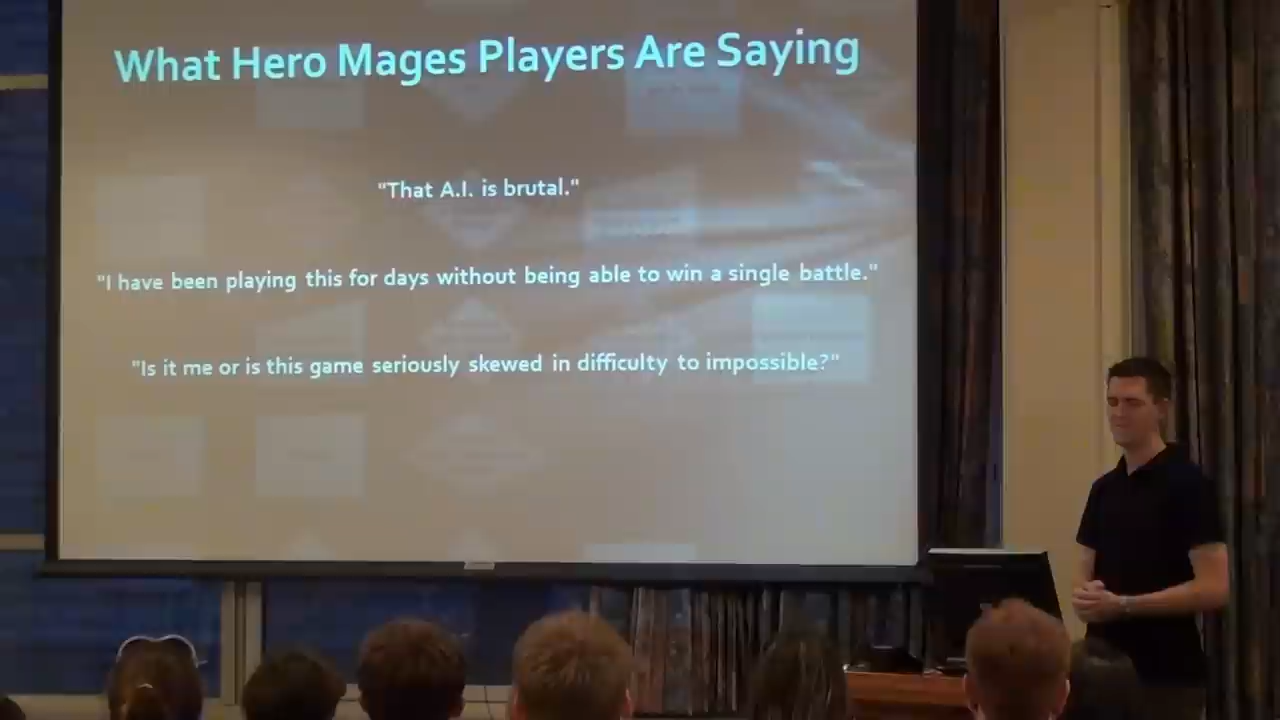 What Hero Mages Players Are Saying
"That A.I. is brutal."
"I have been playing this for days without being able to win a single battle."
"Is it me or is this game seriously skewed in difficulty to impossible?"